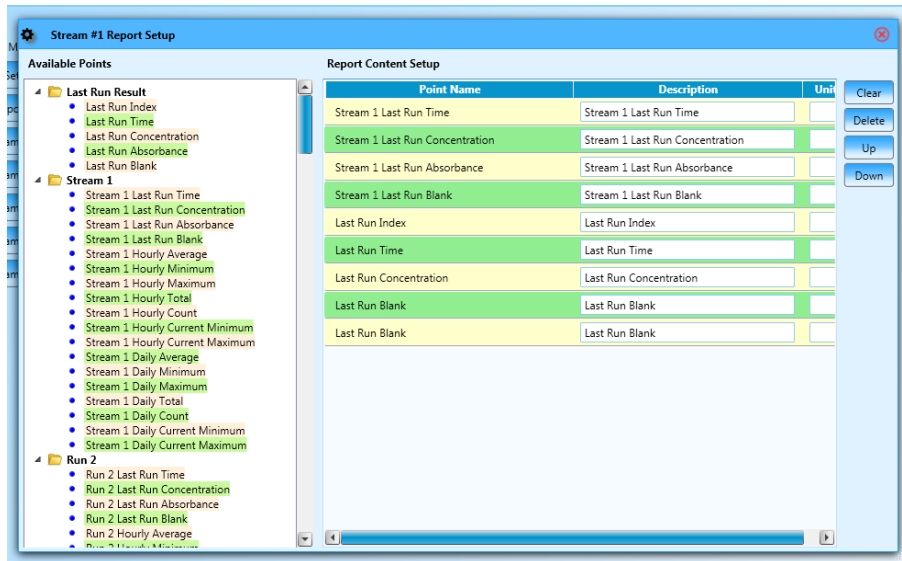 Stream #1 Report Setup
Available Points
Report Content Setup
Last Run Result
Last Run Index
Last Run Time
Last Run Concentration
Last Run Absorbance
Last Run Blank
Stream 1
Stream 1 Last Run Time
Stream 1 Last Run Concentration
Stream 1 Last Run Absorbance
Stream 1 Last Run Blank
Stream 1 Hourly Average
Stream 1 Hourly Minimum
Stream 1 Hourly Maximum
Stream 1 Hourly Total
Stream 1 Hourly Count
Stream 1 Hourly Current Minimum
Stream 1 Hourly Current Maximum
Stream 1 Daily Average
Stream 1 Daily Minimum
Stream 1 Daily Maximum
Stream 1 Daily Total
Stream 1 Daily Count
Stream 1 Daily Current Minimum
Stream 1 Daily Current Maximum
Run 2
Run 2 Last Run Time
Run 2 Last Run Concentration
Run 2 Last Run Absorbance
Run 2 Last Run Blank
Run 2 Hourly Average
Run 2 Hourly Minimum
Point Name Description Unit
Stream 1 Last Run Time Stream 1 Last Run Time
Stream 1 Last Run Concentration Stream 1 Last Run Concentration
Stream 1 Last Run Absorbance Stream 1 Last Run Absorbance
Stream 1 Last Run Blank Stream 1 Last Run Blank
Last Run Index Last Run Index
Last Run Time Last Run Time
Last Run Concentration Last Run Concentration
Last Run Blank Last Run Blank
Last Run Blank Last Run Blank
Clear
Delete
Up
Down